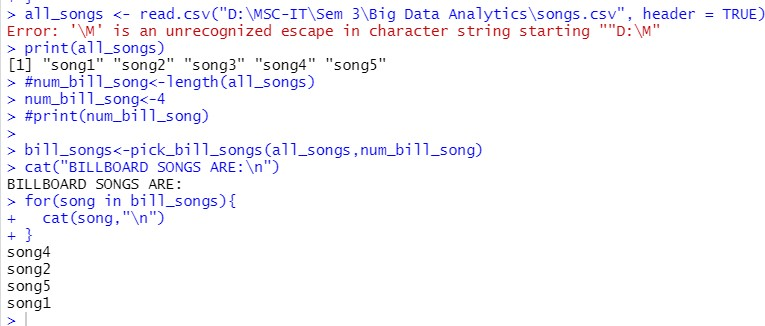 > all_songs <- read.csv("D:\MSC-IT\Sem 3\Big Data Analytics\songs.csv", header = TRUE)
Error: '\M' is an unrecognized escape in character string starting ""D:\M"
> print(all_songs)
[1] "song1" "song2" "song3" "song4" "song5"
> #num_bill_song<-length(all_songs)
> num_bill_song<-4
> #print(num_bill_song)
>
> bill_songs<-pick_bill_songs(all_songs,num_bill_song)
> cat("BILLBOARD SONGS ARE:\n")
BILLBOARD SONGS ARE:
> for(song in bill_songs){
+   cat(song,"\n")
+ }
song4
song2
song5
song1
>